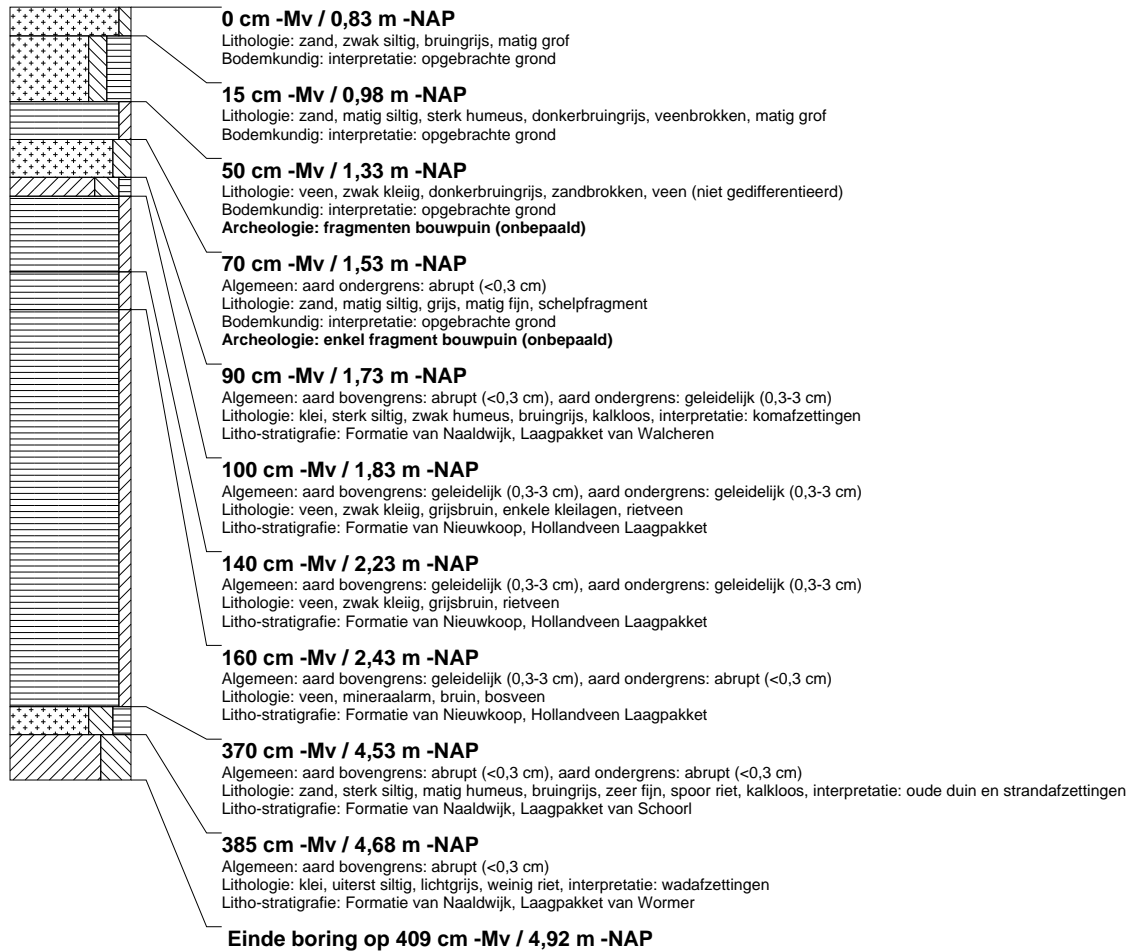 0 cm -Mv / 0,83 m -NAP
Lithologie: zand, zwak siltig, bruingrijs, matig grof
Bodemkundig: interpretatie: opgebrachte grond
15 cm -Mv / 0,98 m -NAP
Lithologie: zand, matig siltig, sterk humeus, donkerbruingrijs, veenbrokken, matig grof
Bodemkundig: interpretatie: opgebrachte grond
50 cm -Mv / 1,33 m -NAP
Lithologie: veen, zwak kleiig, donkerbruingrijs, zandbrokken, veen (niet gedifferentieerd)
Bodemkundig: interpretatie: opgebrachte grond
Archeologie: fragmenten bouwpuin (onbepaald)
70 cm -Mv / 1,53 m -NAP
Algemeen: aard ondergrens: abrupt (<0,3 cm)
Lithologie: zand, matig siltig, grijs, matig fijn, schelpfragment
Bodemkundig: interpretatie: opgebrachte grond
Archeologie: enkel fragment bouwpuin (onbepaald)
90 cm -Mv / 1,73 m -NAP
Algemeen: aard bovengrens: abrupt (<0,3 cm), aard ondergrens: geleidelijk (0,3-3 cm)
Lithologie: klei, sterk siltig, zwak humeus, bruingrijs, kalkloos, interpretatie: komafzettingen
Litho-stratigrafie: Formatie van Naaldwijk, Laagpakket van Walcheren
100 cm -Mv / 1,83 m -NAP
Algemeen: aard bovengrens: geleidelijk (0,3-3 cm), aard ondergrens: geleidelijk (0,3-3 cm)
Lithologie: veen, zwak kleiig, grijsbruin, enkele kleilagen, rietveen
Litho-stratigrafie: Formatie van Nieuwkoop, Hollandveen Laagpakket
140 cm -Mv / 2,23 m -NAP
Algemeen: aard bovengrens: geleidelijk (0,3-3 cm), aard ondergrens: geleidelijk (0,3-3 cm)
Lithologie: veen, zwak kleiig, grijsbruin, rietveen
Litho-stratigrafie: Formatie van Nieuwkoop, Hollandveen Laagpakket
160 cm -Mv / 2,43 m -NAP
Algemeen: aard bovengrens: geleidelijk (0,3-3 cm), aard ondergrens: abrupt (<0,3 cm)
Lithologie: veen, mineraalarm, bruin, bosveen
Litho-stratigrafie: Formatie van Nieuwkoop, Hollandveen Laagpakket
370 cm -Mv / 4,53 m -NAP
Algemeen: aard bovengrens: abrupt (<0,3 cm), aard ondergrens: abrupt (<0,3 cm)
Lithologie: zand, sterk siltig, matig humeus, bruingrijs, zeer fijn, spoor riet, kalkloos, interpretatie: oude duin en strandafzettingen
Litho-stratigrafie: Formatie van Naaldwijk, Laagpakket van Schoorl
385 cm -Mv / 4,68 m -NAP
Algemeen: aard bovengrens: abrupt (<0,3 cm)
Lithologie: klei, uiterst siltig, lichtgrijs, weinig riet, interpretatie: wadafzettingen
Litho-stratigrafie: Formatie van Naaldwijk, Laagpakket van Wormer
Einde boring op 409 cm -Mv / 4,92 m -NAP